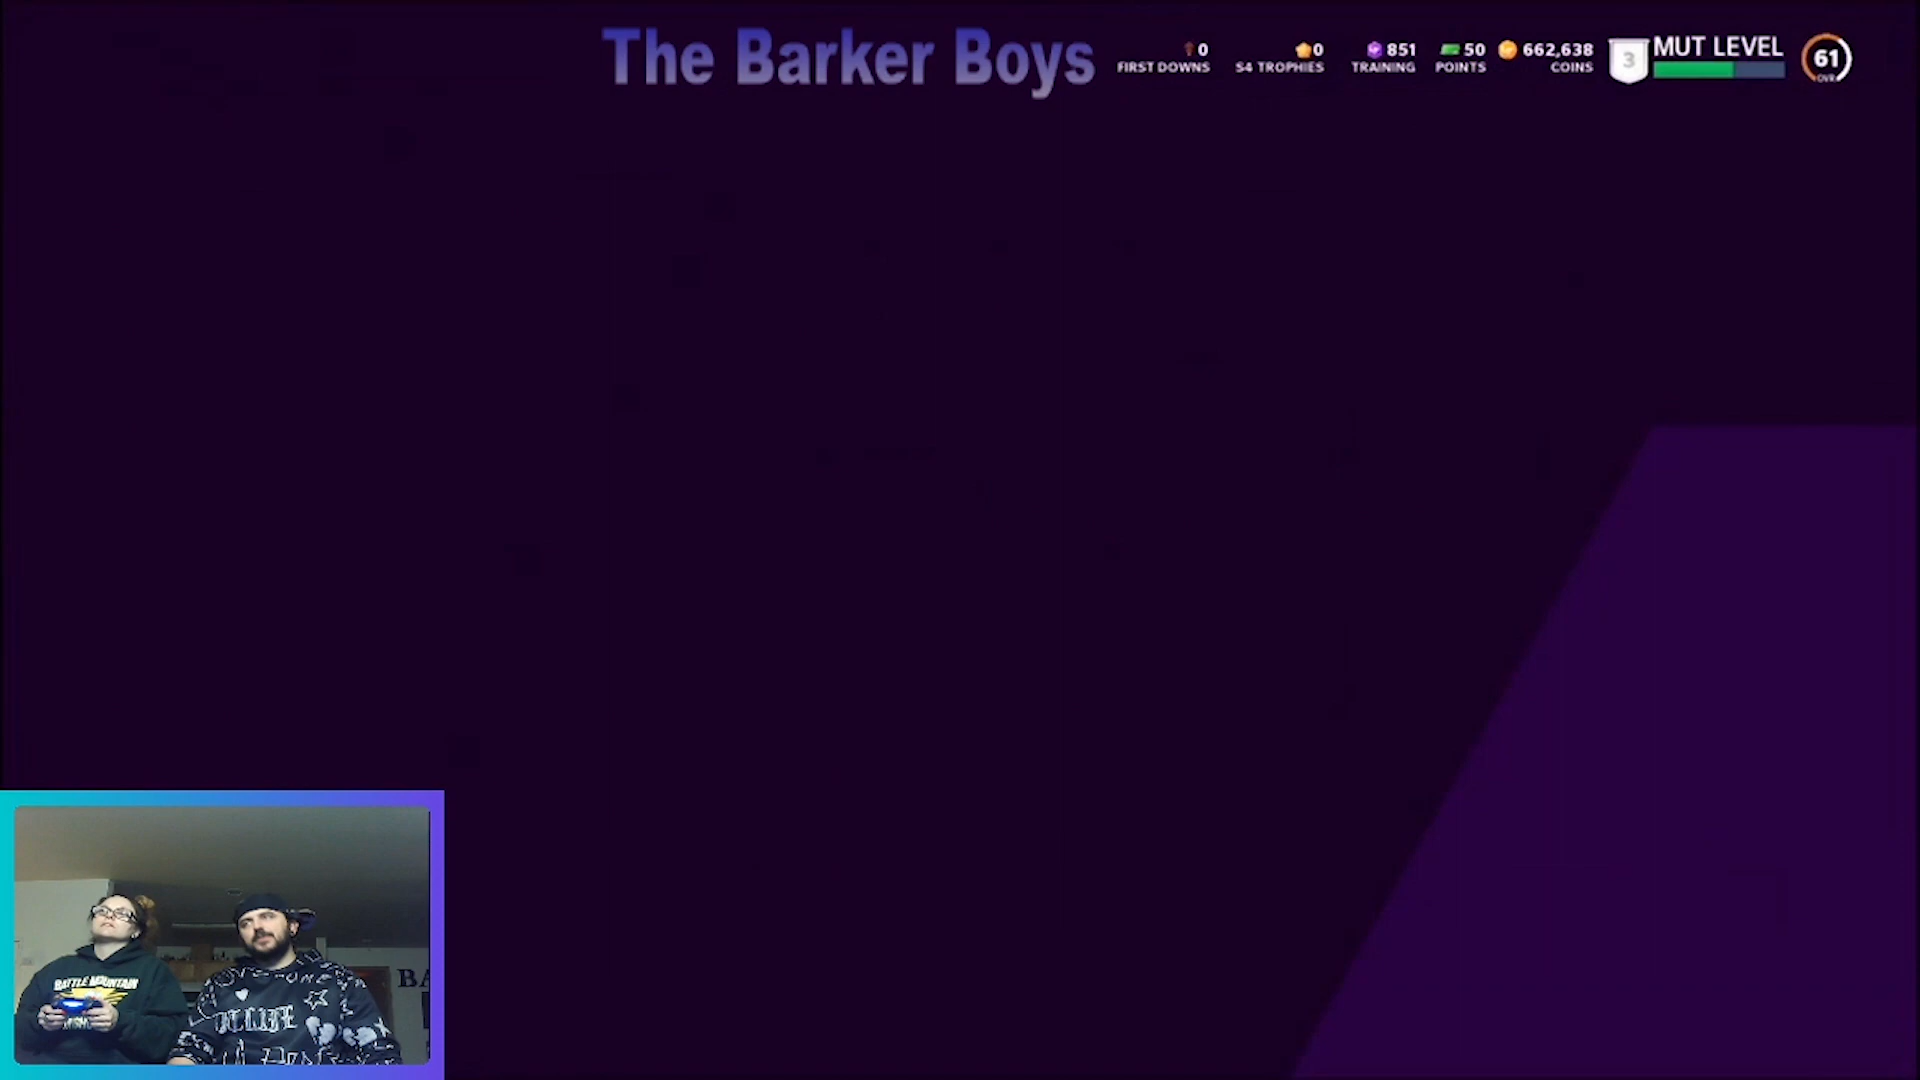 The Barker Boys
0 FIRST DOWNS
0 S4 TROPHIES
851 TRAINING
50 POINTS
662,638 COINS
3
MUT LEVEL
61
OVR
BATTLE MOUNTAIN
BA